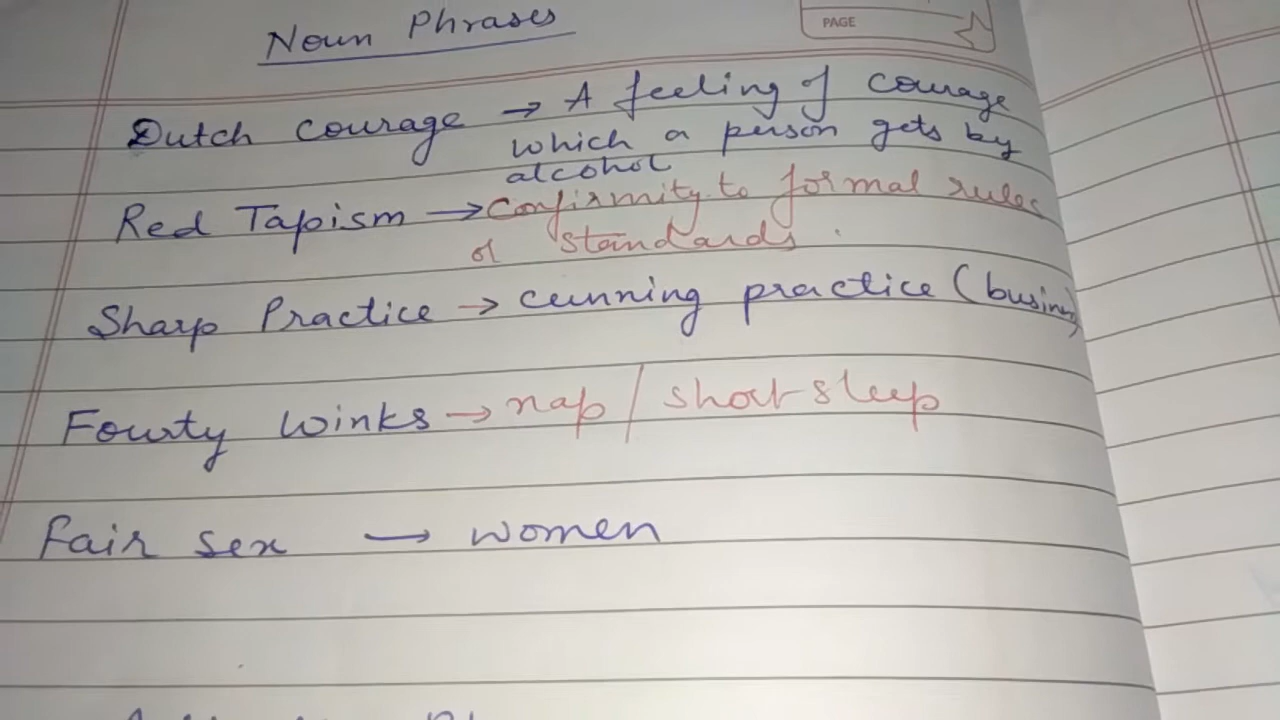 PAGE
Noun Phrases
Dutch Courage → A feeling of courage
which a person gets by
alcohol
Red Tapism → Confirmity to formal rules
of standards.
Sharp Practice → cunning practice (business)
Fourty winks → nap / short sleep
Fair sex → women